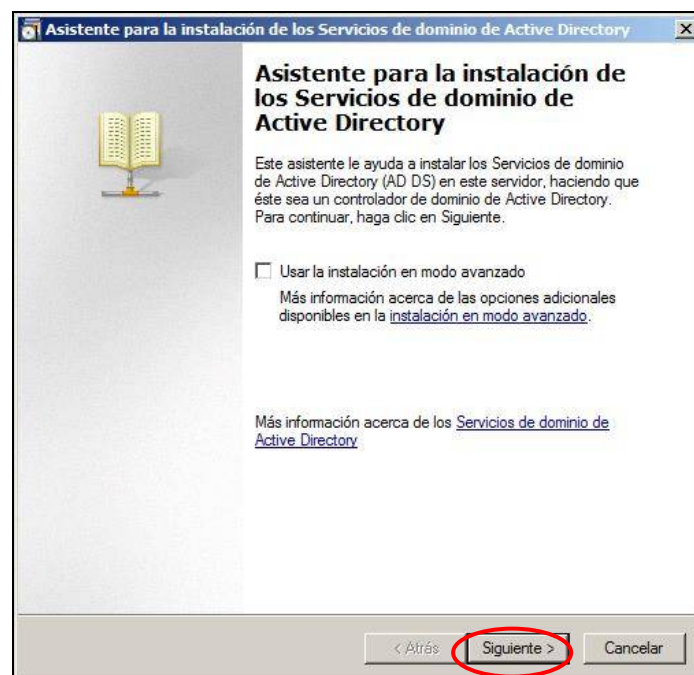 Asistente para la instalación de los Servicios de dominio de Active Directory
Asistente para la instalación de
los Servicios de dominio de
Active Directory
Este asistente le ayuda a instalar los Servicios de dominio
de Active Directory (AD DS) en este servidor, haciendo que
éste sea un controlador de dominio de Active Directory.
Para continuar, haga clic en Siguiente.
Usar la instalación en modo avanzado
Más información acerca de las opciones adicionales
disponibles en la instalación en modo avanzado.
Más información acerca de los Servicios de dominio de
Active Directory
< Atrás
Siguiente >
Cancelar